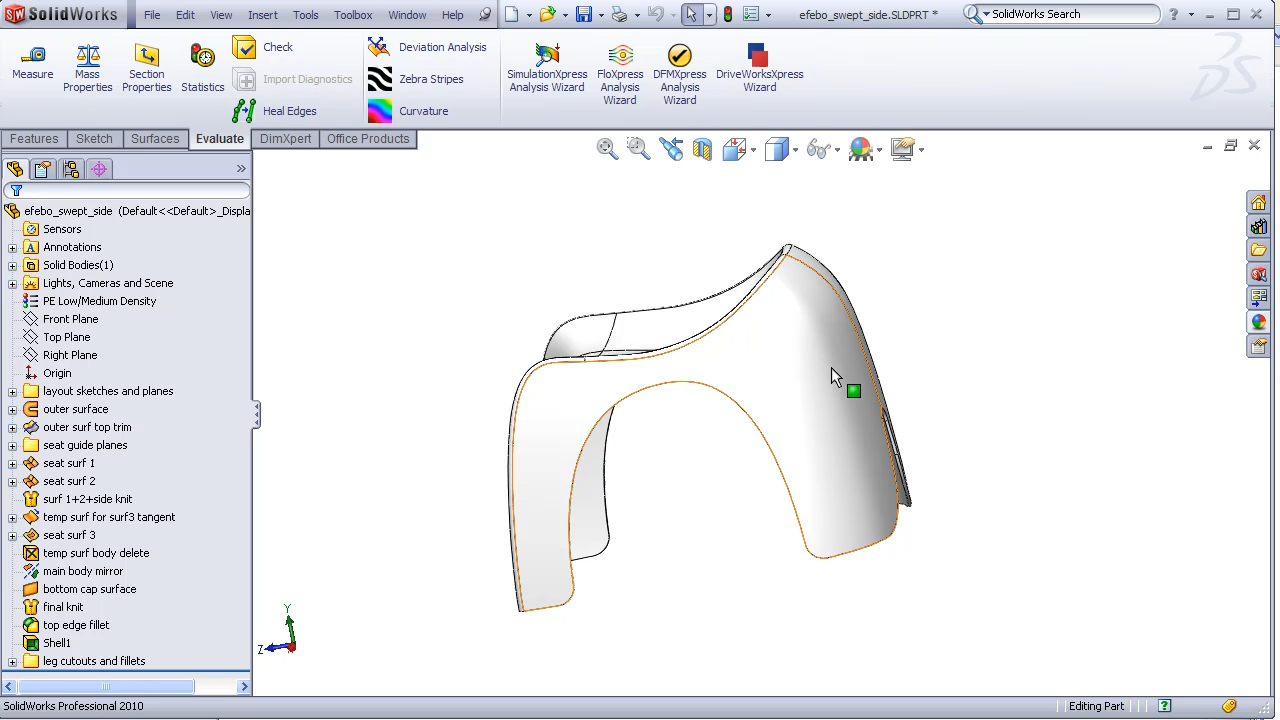 SolidWorks
File Edit View Insert Tools Toolbox Window Help
efebo_swept_side.SLDPRT *
SolidWorks Search
Measure
Mass Properties
Section Properties
Statistics
Check
Import Diagnostics
Heal Edges
Deviation Analysis
Zebra Stripes
Curvature
SimulationXpress Analysis Wizard
FloXpress Analysis Wizard
DFMXpress Analysis Wizard
DriveWorksXpress Wizard
Features Sketch Surfaces Evaluate DimXpert Office Products
efebo_swept_side (Default<<Default>_Displa
Sensors
Annotations
Solid Bodies(1)
Lights, Cameras and Scene
PE Low/Medium Density
Front Plane
Top Plane
Right Plane
Origin
layout sketches and planes
outer surface
outer surf top trim
seat guide planes
seat surf 1
seat surf 2
surf 1+2+side knit
temp surf for surf3 tangent
seat surf 3
temp surf body delete
main body mirror
bottom cap surface
final knit
top edge fillet
Shell1
leg cutouts and fillets
Y
Z
SolidWorks Professional 2010
Editing Part